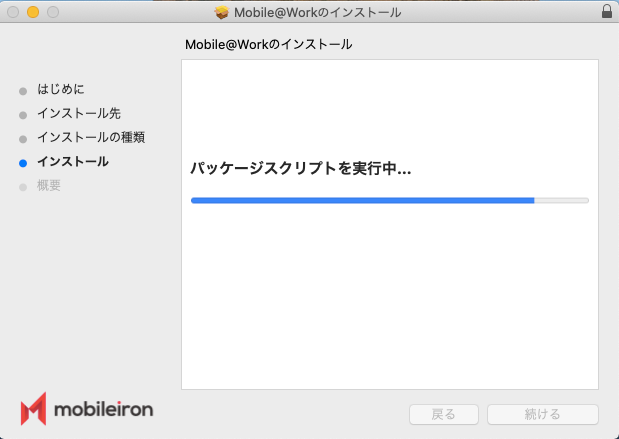 Mobile@Workのインストール
Mobile@Workのインストール
はじめに
インストール先
インストールの種類
インストール
概要
パッケージスクリプトを実行中...
mobileiron
戻る
続ける